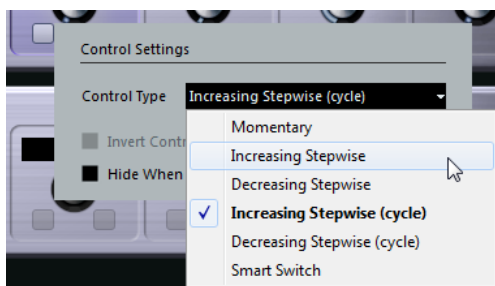 Control Settings
Control Type Increasing Stepwise (cycle)
Invert Contr
Hide When
Momentary
Increasing Stepwise
Decreasing Stepwise
Increasing Stepwise (cycle)
Decreasing Stepwise (cycle)
Smart Switch